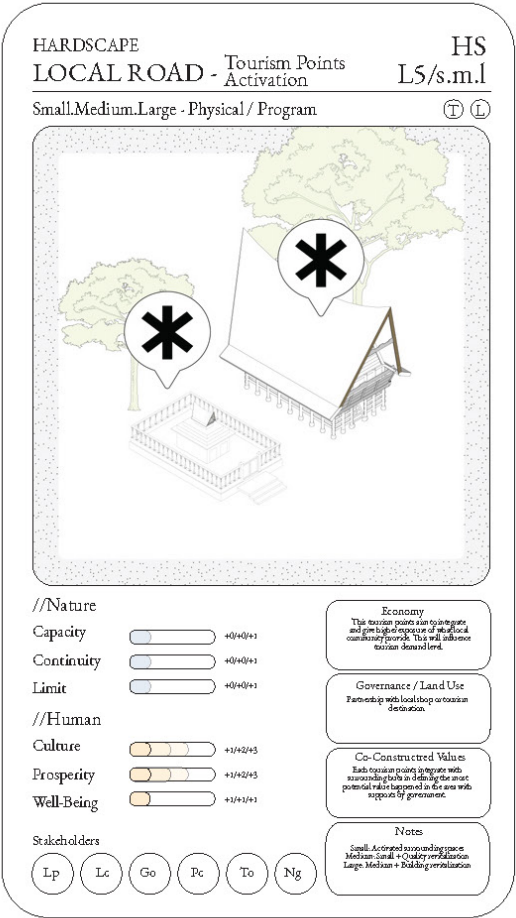 HARDSCAPE
HS
LOCAL ROAD - Tourism Points Activation
L5/s.m.l
Small.Medium.Large - Physical / Program
T L
//Nature
Capacity +0/+0/+1
Continuity +0/+0/+1
Limit +0/+0/+1
//Human
Culture +1/+2/+3
Prosperity +1/+2/+3
Well-Being +1/+1/+1
Stakeholders
Lp Lc Go Pc To Ng
Economy
This tourism points aim to integrate
and give higher exposure of what local
community provide. This will influence
tourism demand level.
Governance / Land Use
Partnership with local shop or tourism
destination
Co-Constructred Values
Each tourism points integrate with
surrounding in defining the most
potential value happened in the area with
supports by government.
Notes
Small: Activated surrounding spaces
Medium: Small + Quality revitalization
Large: Medium + Building revitalization